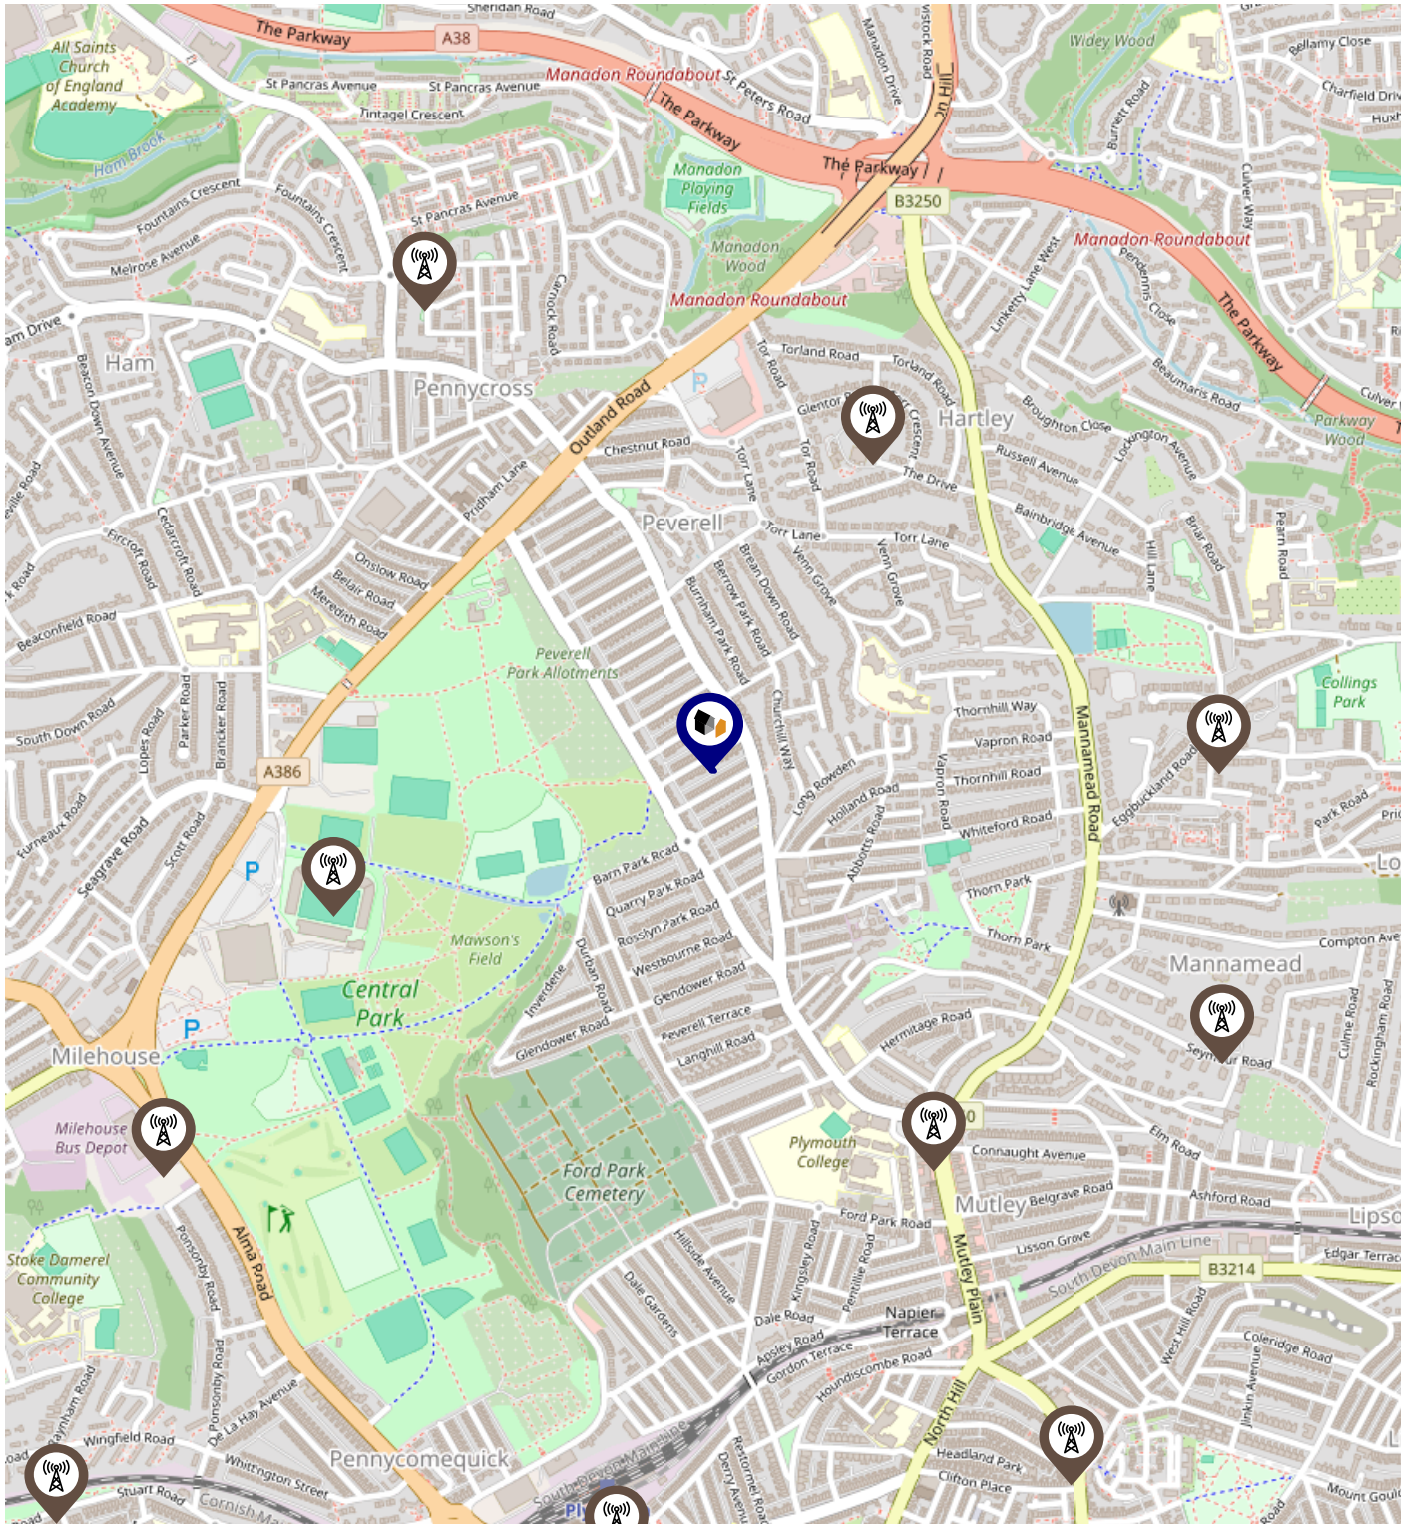 Sheridan Road
The Parkway
A38
Widey Wood
Bellamy Close
All Saints
Church
of England
Academy
Manadon Roundabout
Manadon Drive
St Peters Road
St Pancras Avenue
St Pancras Avenue
Tintagel Crescent
The Parkway
Burnett Road
Ham Brook
The Parkway
Culver Way
Manadon
Playing
Fields
B3250
Fountains Crescent
Fountains Crescent
St Pancras Avenue
Melrose Avenue
Manadon
Wood
Manadon Roundabout
Linketty Lane West
Pendennis Close
Manadon Roundabout
Carnock Road
The Parkway
Ham
Beacon Down Avenue
Pennycross
Outland Road
P
Tor Road
Torland Road
Torland Road
Beaumaris Road
Hartley
Broughton Close
Lockington Avenue
Parkway
Wood
Chestnut Road
Torr Lane
Tor Road
Russell Avenue
The Drive
Pridham Lane
Peverell
Torr Lane
Torr Lane
Bainbridge Avenue
Hill Lane
Briar Road
Pearn Road
Cedarcroft Road
Fircroft Road
Onslow Road
Belair Road
Meredith Road
Beaconfield Road
Brean Down Road
Berrow Park Road
Burnham Park Road
Venn Grove
Venn Grove
Peverell
Park Allotments
Collings
Park
South Down Road
Lopes Road
Parker Road
Brancker Road
Churchill Way
Thornhill Way
Vapron Road
Vapron Road
Thornhill Road
Mannamead Road
Eggbuckland Road
A386
Long Rowden
Holland Road
Whiteford Road
Abbotts Road
Park Road
Furneaux Road
Seagrave Road
Scott Road
P
Barn Park Road
Quarry Park Road
Rosslyn Park Road
Westbourne Road
Glendower Road
Thorn Park
Thorn Park
Compton Ave
Mannamead
Mawson's
Field
Durban Road
Inverdene
Central
Park
P
Milehouse
Glendower Road
Peverell Terrace
Langhill Road
Hermitage Road
Culme Road
Rockingham Road
Milehouse
Bus Depot
Plymouth
College
Connaught Avenue
Elm Road
Ford Park
Cemetery
Mutley
Belgrave Road
Ashford Road
Ford Park Road
Lisson Grove
South Devon Main Line
Edgar Terrace
B3214
Stoke Damerel
Community
College
Ponsonby Road
Alma Road
Hillside Avenue
Kingsley Road
Pentillie Road
Mutley Plain
Dale Gardens
Dale Road
Napier
Terrace
Apsley Road
Gordon Terrace
Houndiscombe Road
West Hill Road
Coleridge Road
Jinkin Avenue
Ponsonby Road
De La Hay Avenue
Wingfield Road
Whittington Street
Pennycomequick
South Devon Main Line
Restormel Road
North Hill
Headland Park
Clifton Place
Stuart Road